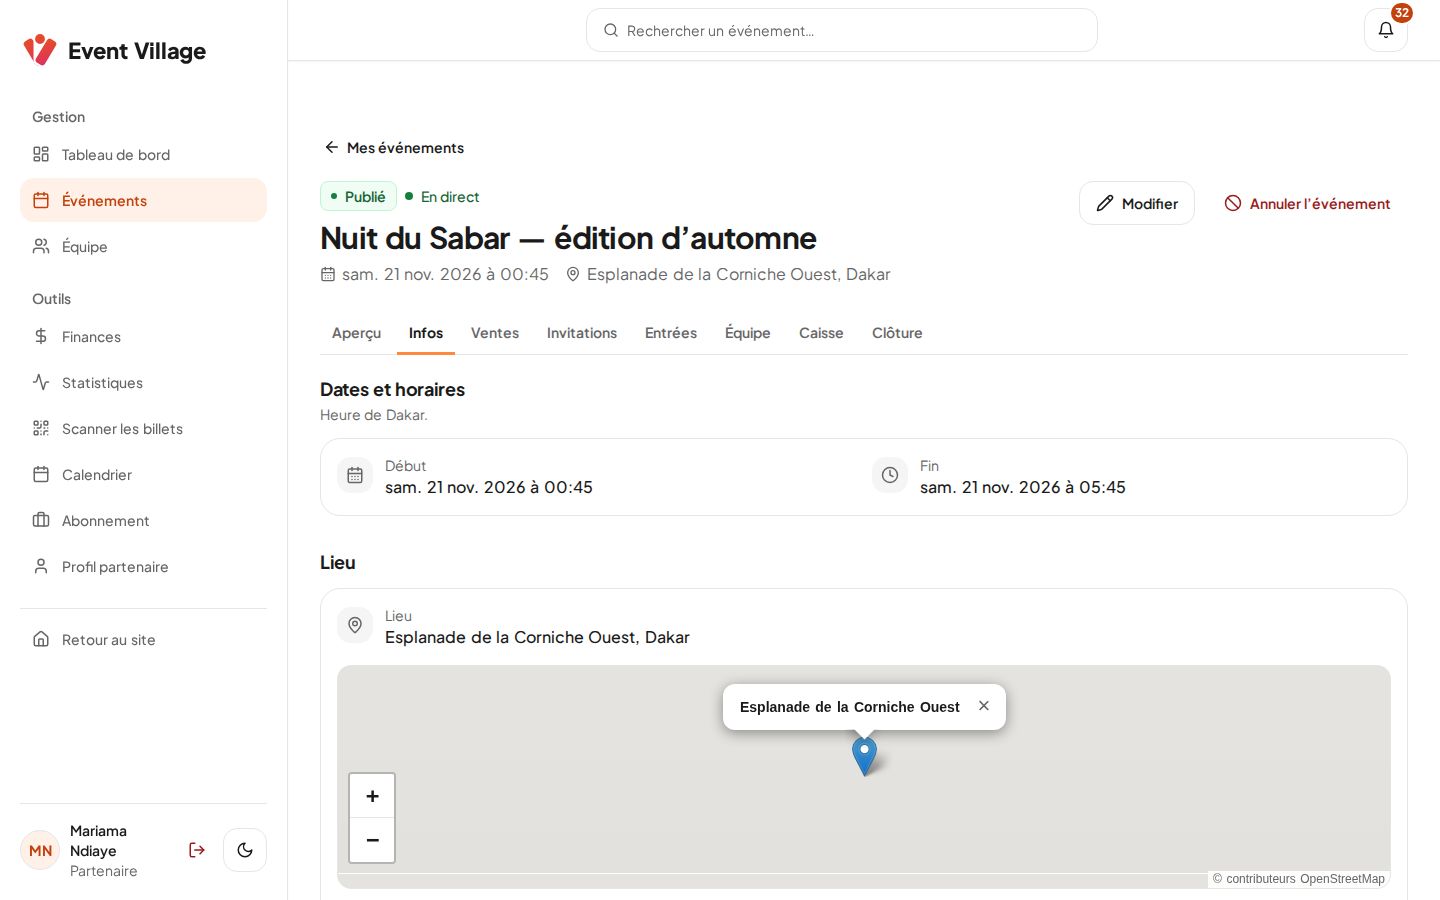 Event Village
Rechercher un événement...
32
Gestion
Tableau de bord
Événements
Équipe
Outils
Finances
Statistiques
Scanner les billets
Calendrier
Abonnement
Profil partenaire
Retour au site
MN
Mariama
Ndiaye
Partenaire
Mes événements
Publié
En direct
Modifier
Annuler l’événement
Nuit du Sabar — édition d’automne
sam. 21 nov. 2026 à 00:45
Esplanade de la Corniche Ouest, Dakar
Aperçu
Infos
Ventes
Invitations
Entrées
Équipe
Caisse
Clôture
Dates et horaires
Heure de Dakar.
Début
sam. 21 nov. 2026 à 00:45
Fin
sam. 21 nov. 2026 à 05:45
Lieu
Lieu
Esplanade de la Corniche Ouest, Dakar
Esplanade de la Corniche Ouest
×
+
−
© contributeurs OpenStreetMap